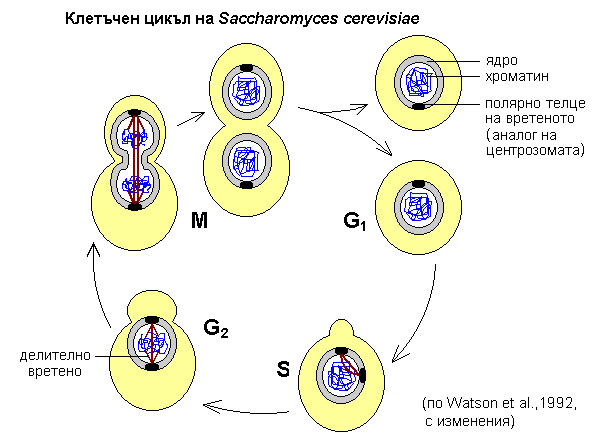 Клетъчен цикъл на Saccharomyces cerevisiae
ядро
хроматин
полярно телце
на вретеното
(аналог на
центрозомата)
M
G1
G2
делително
вретено
S
(по Watson et al.,1992,
с изменения)